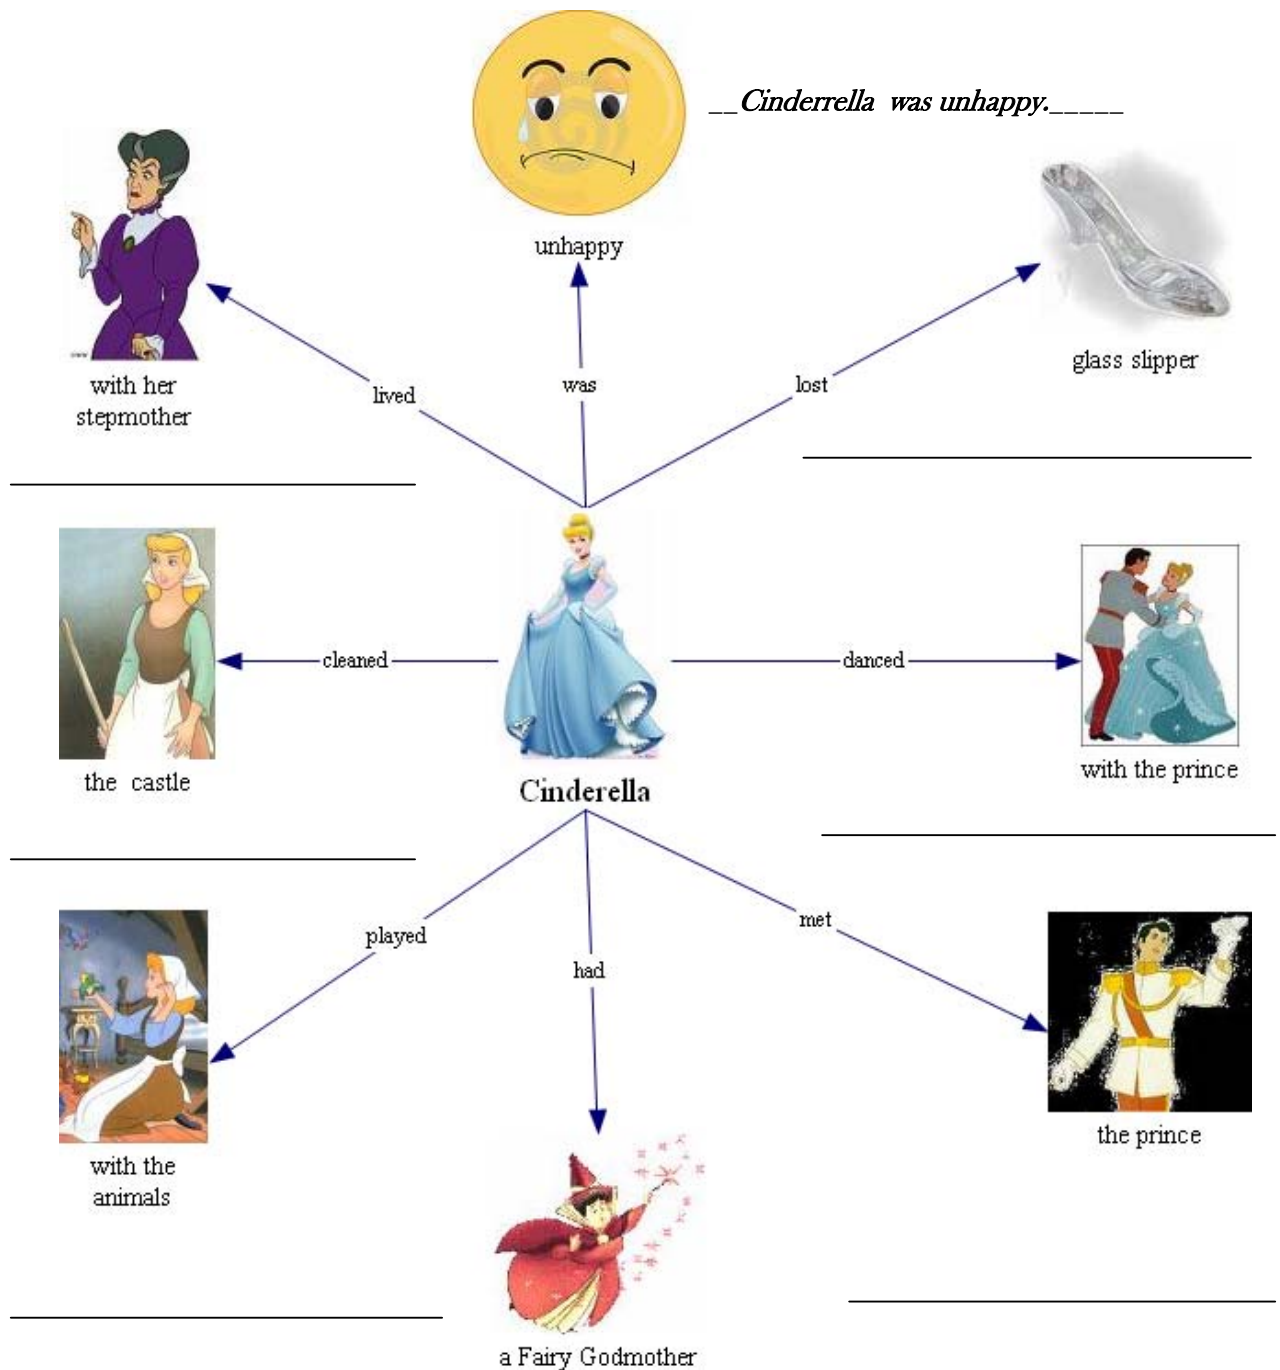 __Cinderrella was unhappy._____
unhappy
with her
stepmother
glass slipper
lived
was
lost
the castle
cleaned
danced
with the prince
Cinderella
played
had
met
with the
animals
the prince
a Fairy Godmother